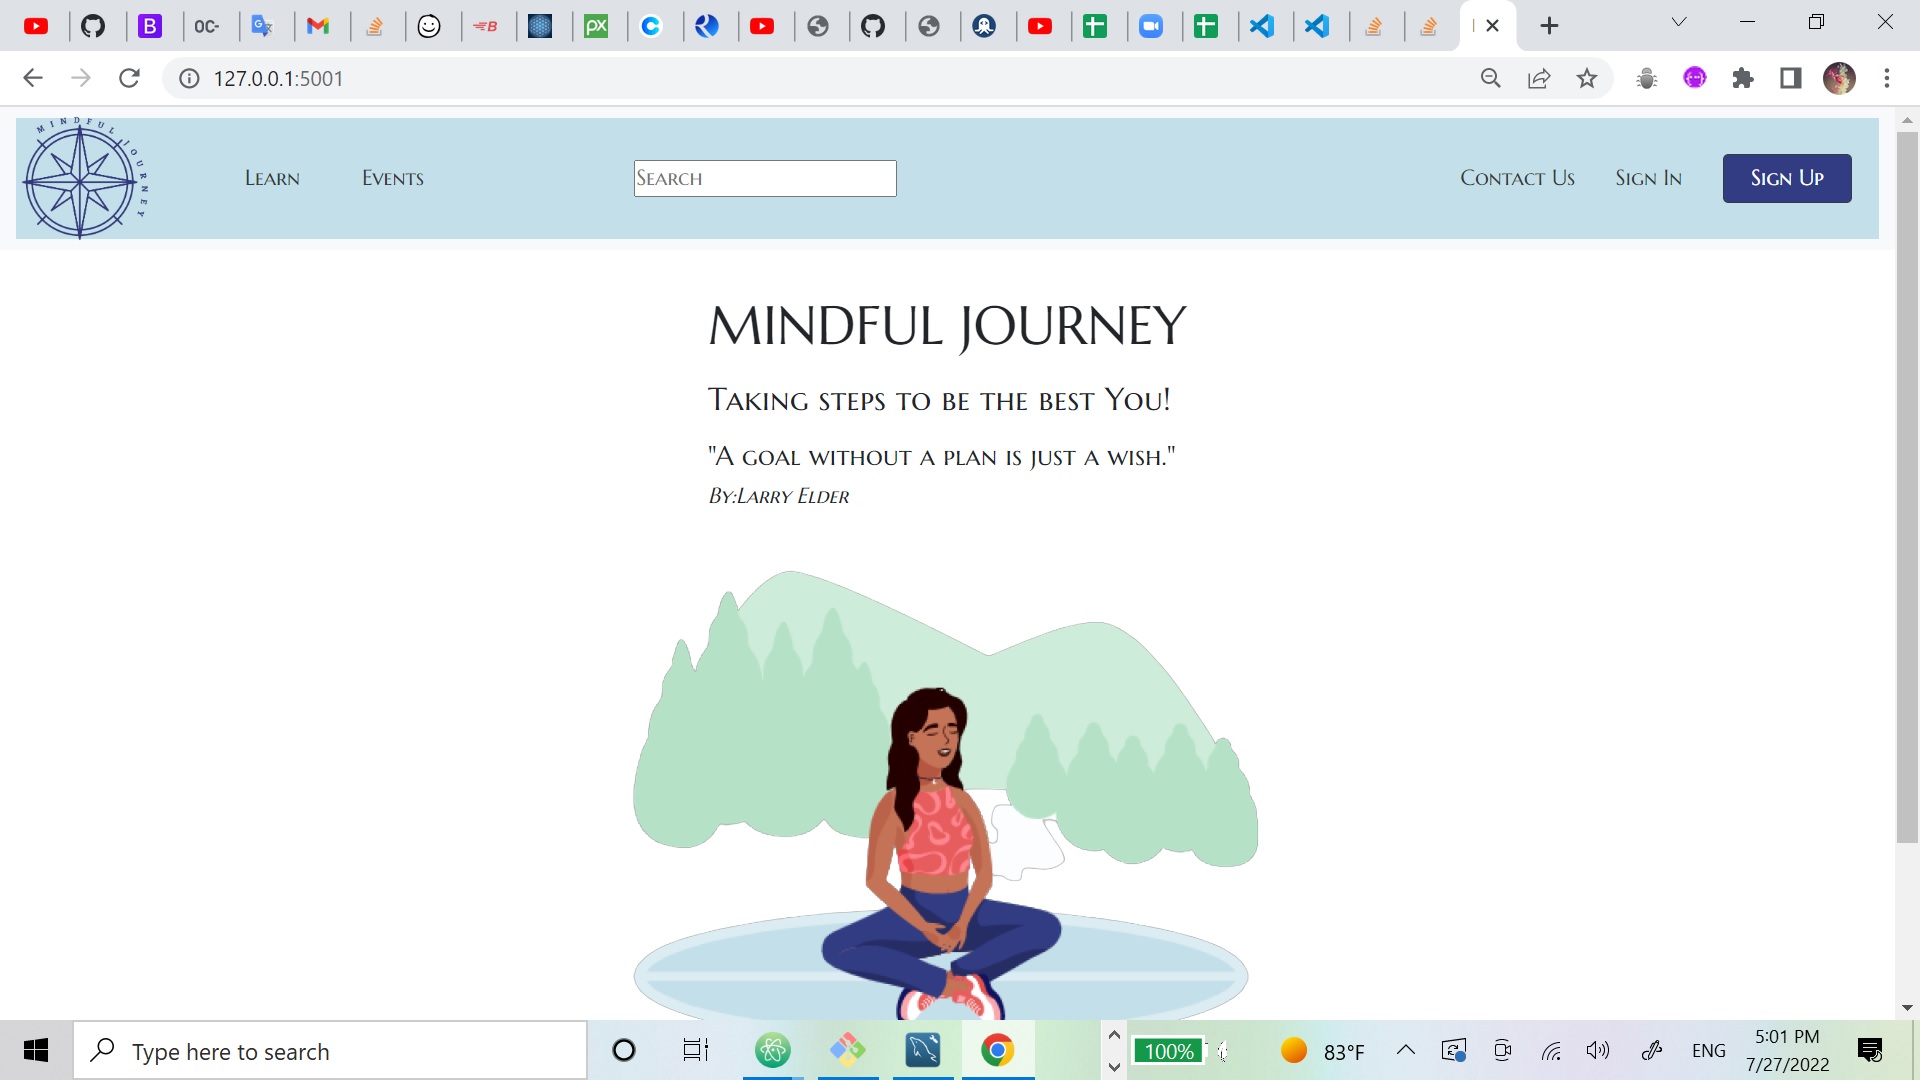 OC-
B
PX
127.0.0.1:5001
MINDFUL JOURNEY
Learn
Events
Search
Contact Us
Sign In
Sign Up
MINDFUL JOURNEY
Taking steps to be the best You!
"A goal without a plan is just a wish."
By:Larry Elder
Type here to search
100%
83°F
ENG
5:01 PM
7/27/2022